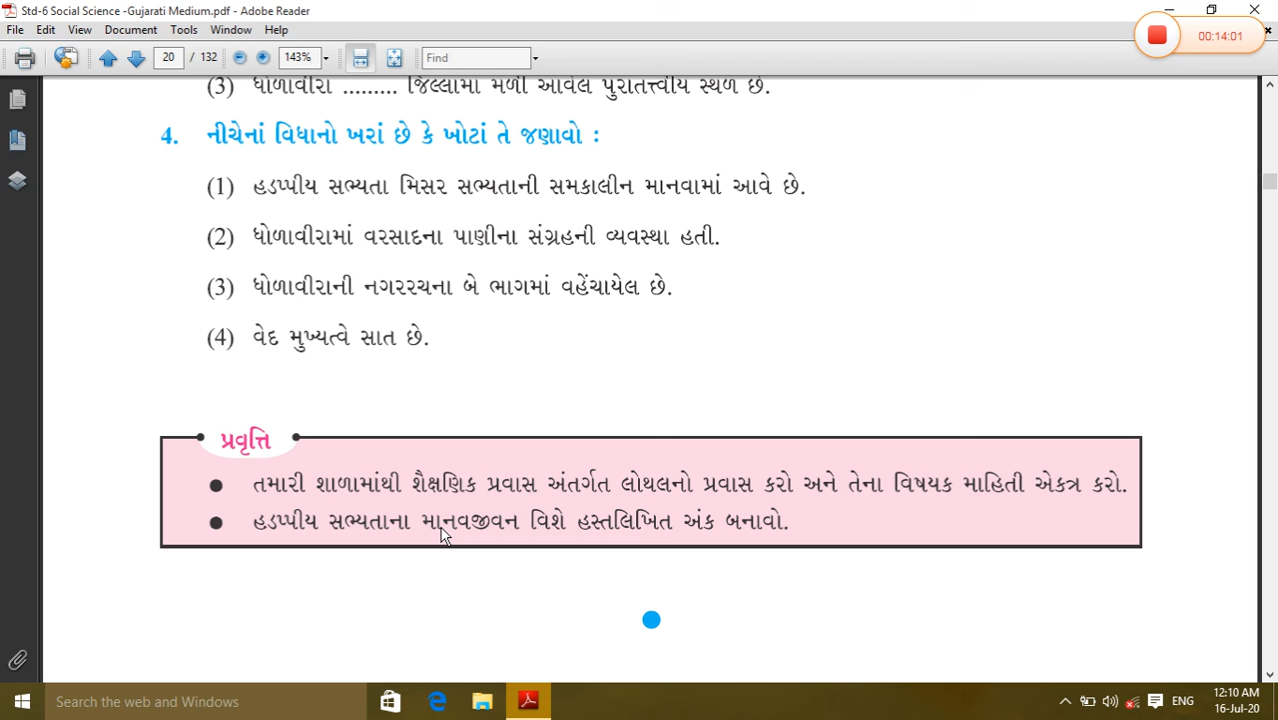 Std-6 Social Science -Gujarati Medium.pdf - Adobe Reader
File Edit View Document Tools Window Help
00:14:01
20 / 132 143% Find
(3) ધોળાવીરા ......... જિલ્લામાં મળી આવેલ પુરાતત્ત્વીય સ્થળ છે.
4. નીચેનાં વિધાનો ખરાં છે કે ખોટાં તે જણાવો :
(1) હડપ્પીય સભ્યતા મિસર સભ્યતાની સમકાલીન માનવામાં આવે છે.
(2) ધોળાવીરામાં વરસાદના પાણીના સંગ્રહની વ્યવસ્થા હતી.
(3) ધોળાવીરાની નગરરચના બે ભાગમાં વહેંચાયેલ છે.
(4) વેદ મુખ્યત્વે સાત છે.
પ્રવૃત્તિ
● તમારી શાળામાંથી શૈક્ષણિક પ્રવાસ અંતર્ગત લોથલનો પ્રવાસ કરો અને તેના વિષયક માહિતી એકત્ર કરો.
● હડપ્પીય સભ્યતાના માનવજીવન વિશે હસ્તલિખિત અંક બનાવો.
Search the web and Windows
ENG
12:10 AM
16-Jul-20